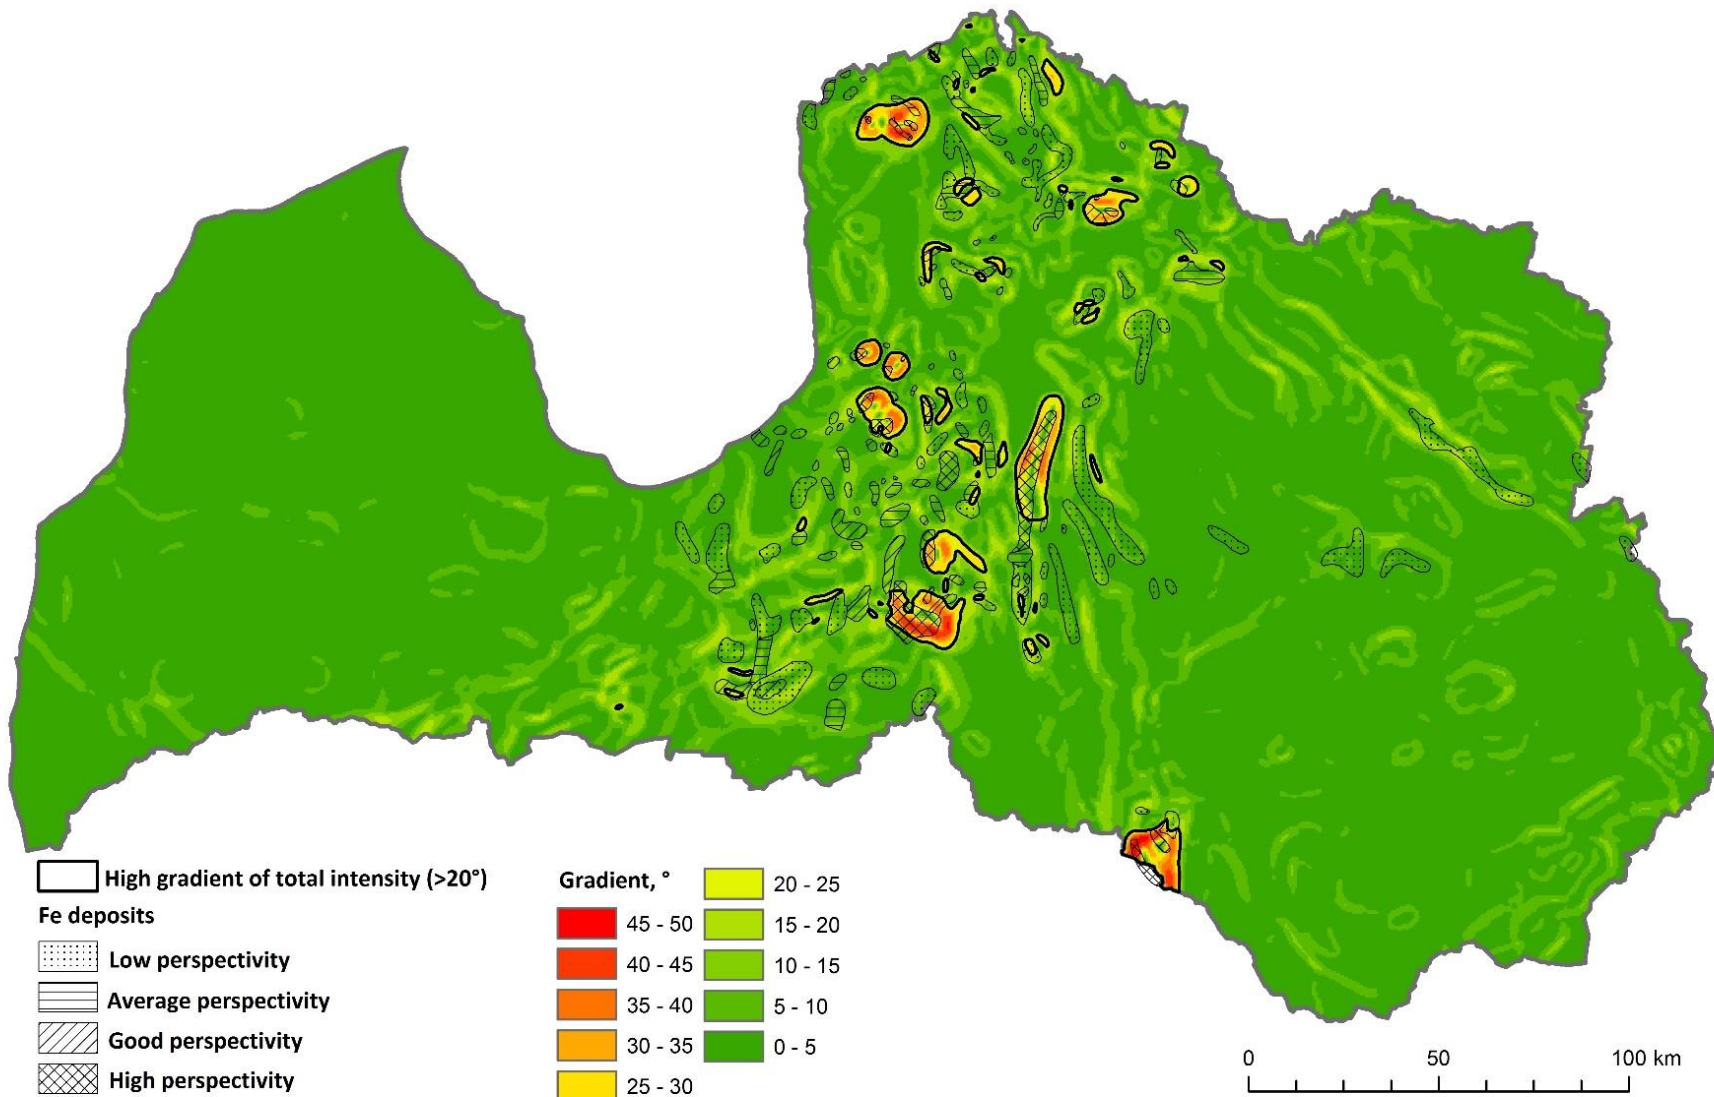 High gradient of total intensity (>20°)
Fe deposits
Low perspectivity
Average perspectivity
Good perspectivity
High perspectivity
Gradient, °
45 - 50
40 - 45
35 - 40
30 - 35
25 - 30
20 - 25
15 - 20
10 - 15
5 - 10
0 - 5
0 50 100 km